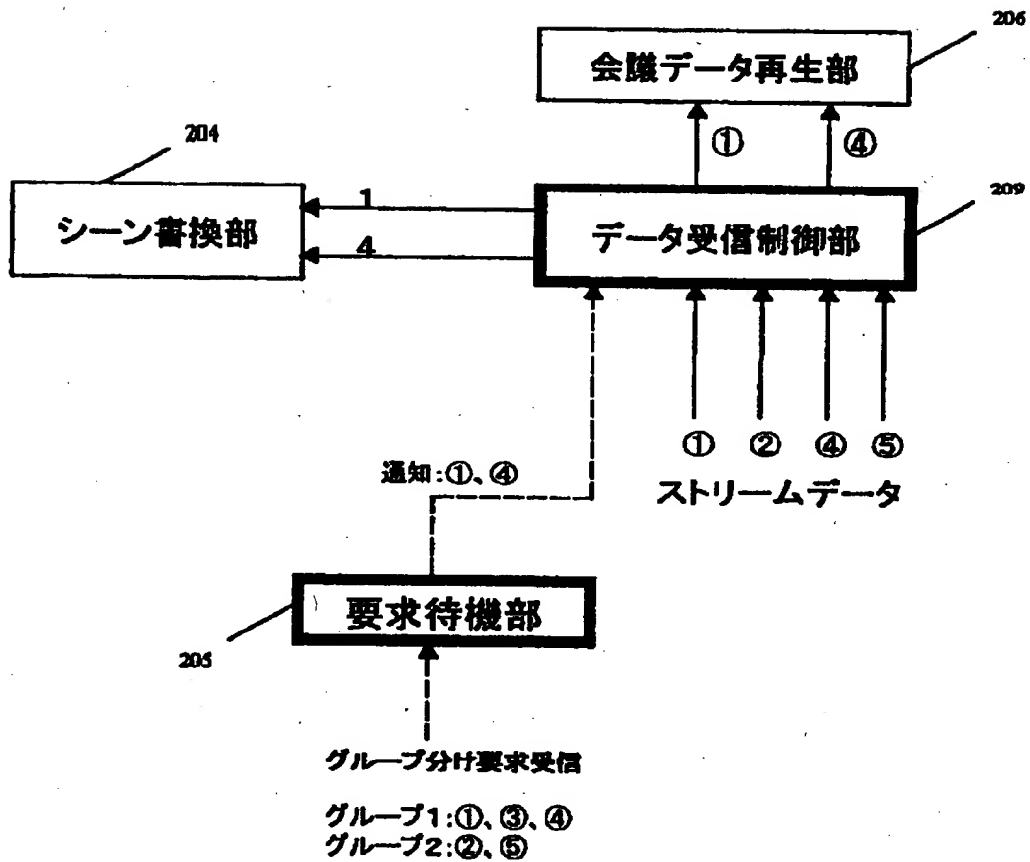 206
会議データ再生部
204
①
④
209
シーン書換部
1
4
データ受信制御部
①
②
④
⑤
ストリームデータ
通知:①、④
要求待機部
205
グループ分け要求受信
グループ1:①、③、④
グループ2:②、⑤